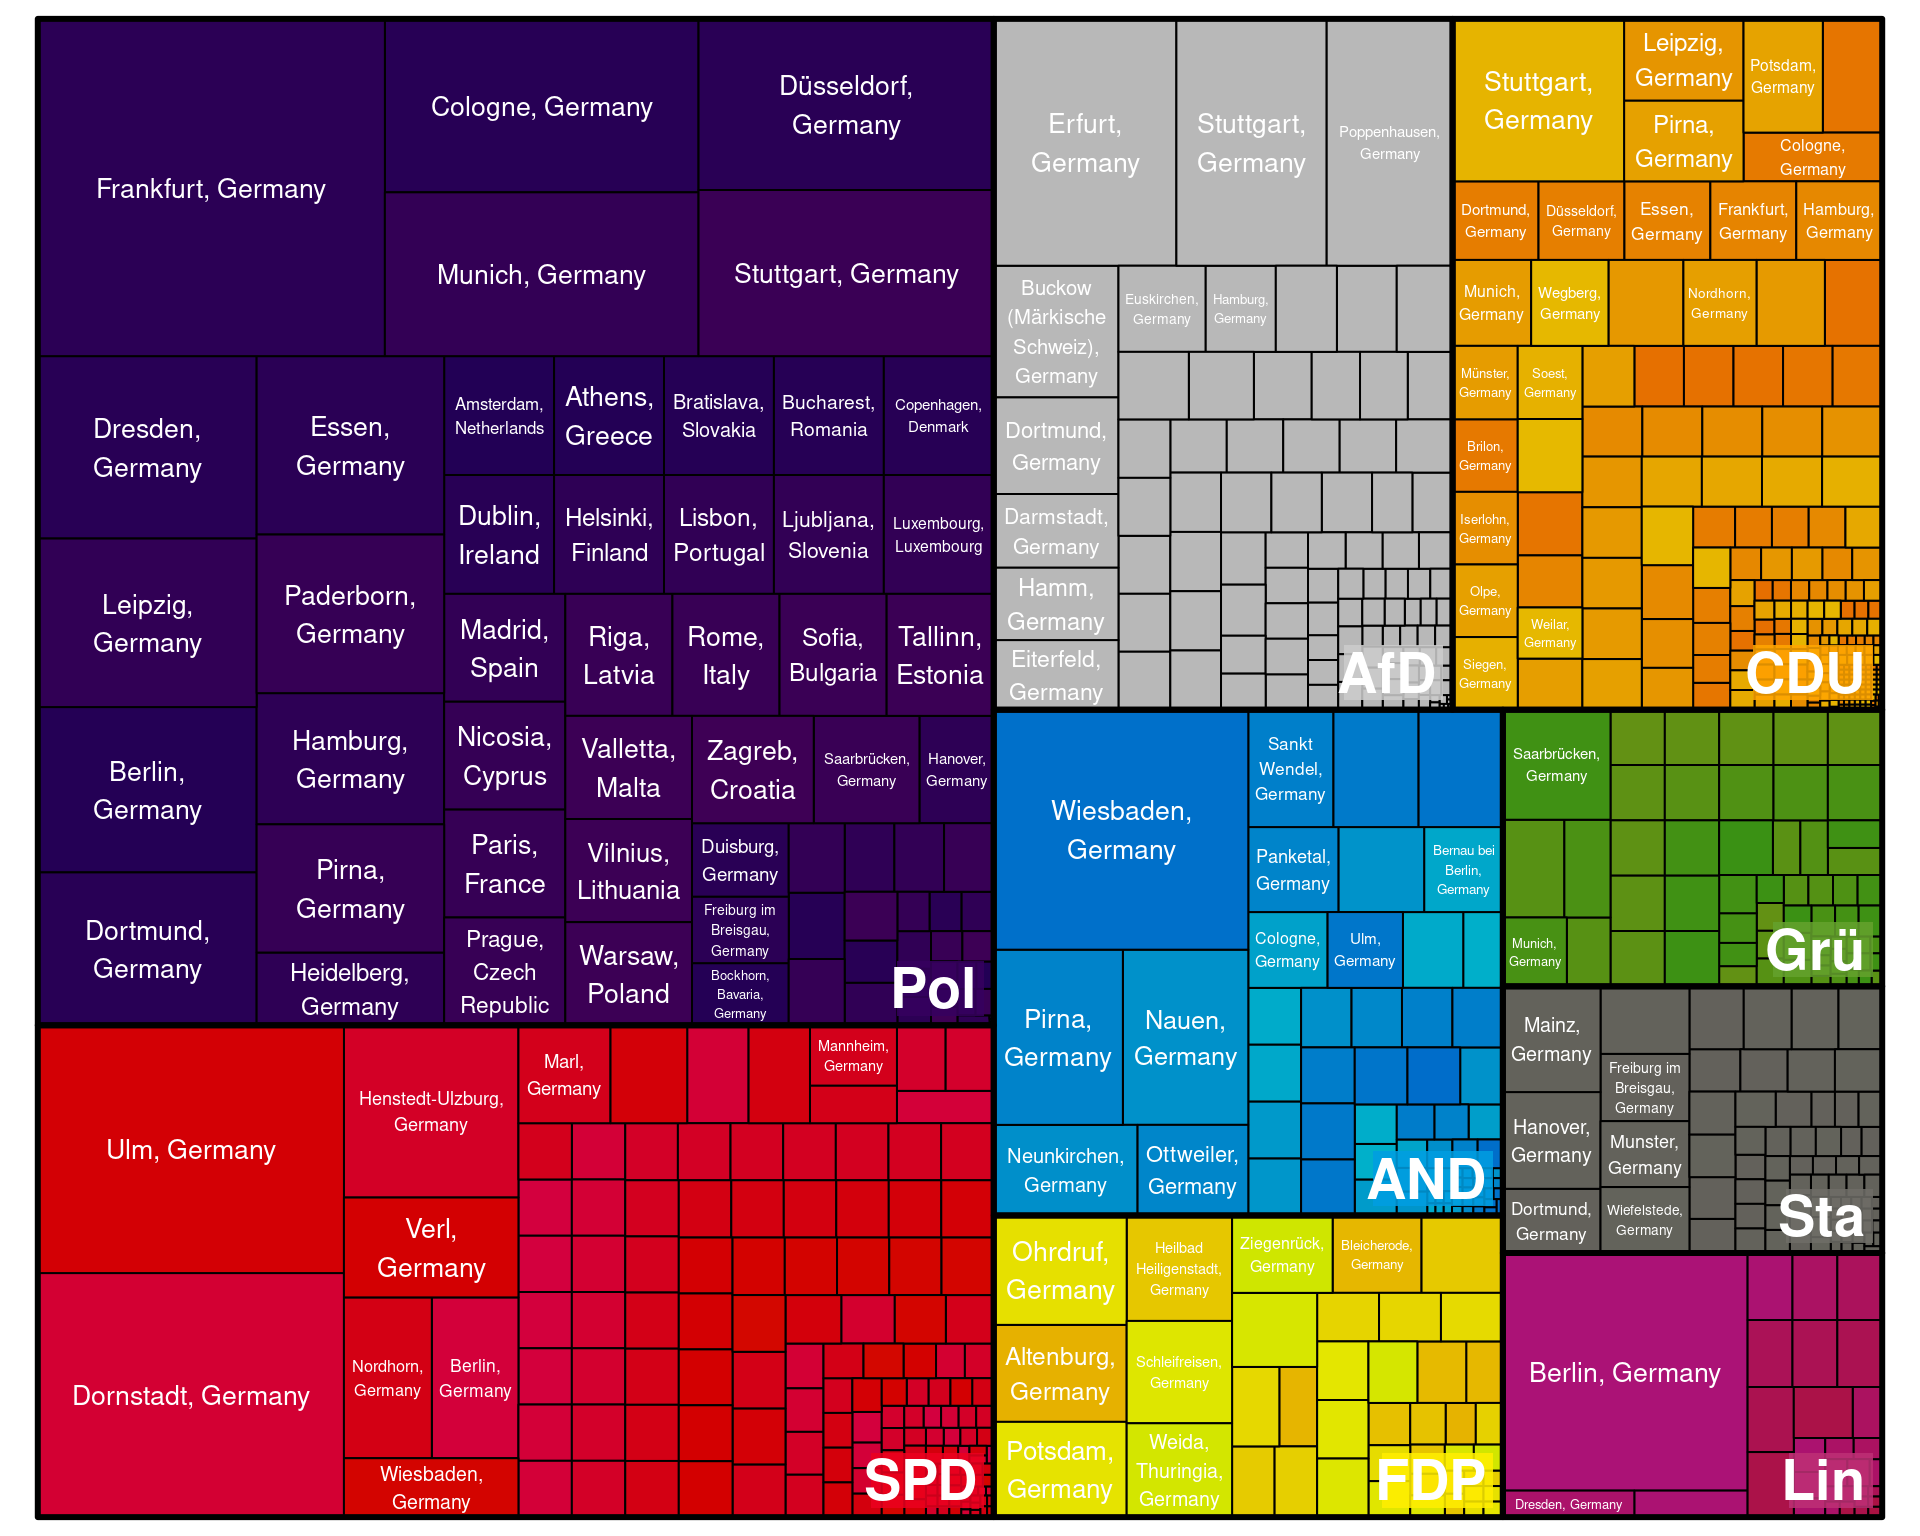 Frankfurt, Germany
Cologne, Germany
Düsseldorf,
Germany
Munich, Germany
Stuttgart, Germany
Dresden,
Germany
Essen,
Germany
Amsterdam,
Netherlands
Athens,
Greece
Bratislava,
Slovakia
Bucharest,
Romania
Copenhagen,
Denmark
Dublin,
Ireland
Helsinki,
Finland
Lisbon,
Portugal
Ljubljana,
Slovenia
Luxembourg,
Luxembourg
Leipzig,
Germany
Paderborn,
Germany
Madrid,
Spain
Riga,
Latvia
Rome,
Italy
Sofia,
Bulgaria
Tallinn,
Estonia
Berlin,
Germany
Hamburg,
Germany
Nicosia,
Cyprus
Valletta,
Malta
Zagreb,
Croatia
Saarbrücken,
Germany
Hanover,
Germany
Pirna,
Germany
Paris,
France
Vilnius,
Lithuania
Duisburg,
Germany
Freiburg im
Breisgau,
Germany
Dortmund,
Germany
Heidelberg,
Germany
Prague,
Czech
Republic
Warsaw,
Poland
Bockhorn,
Bavaria,
Germany
Pol
Erfurt,
Germany
Stuttgart,
Germany
Poppenhausen,
Germany
Buckow
(Märkische
Schweiz),
Germany
Euskirchen,
Germany
Hamburg,
Germany
Dortmund,
Germany
Darmstadt,
Germany
Hamm,
Germany
Eiterfeld,
Germany
AfD
Stuttgart,
Germany
Leipzig,
Germany
Potsdam,
Germany
Pirna,
Germany
Cologne,
Germany
Dortmund,
Germany
Düsseldorf,
Germany
Essen,
Germany
Frankfurt,
Germany
Hamburg,
Germany
Munich,
Germany
Wegberg,
Germany
Nordhorn,
Germany
Münster,
Germany
Soest,
Germany
Brilon,
Germany
Iserlohn,
Germany
Olpe,
Germany
Weilar,
Germany
Siegen,
Germany
CDU
Wiesbaden,
Germany
Sankt
Wendel,
Germany
Panketal,
Germany
Bernau bei
Berlin,
Germany
Cologne,
Germany
Ulm,
Germany
Pirna,
Germany
Nauen,
Germany
Neunkirchen,
Germany
Ottweiler,
Germany
AND
Saarbrücken,
Germany
Munich,
Germany
Grü
Mainz,
Germany
Freiburg im
Breisgau,
Germany
Hanover,
Germany
Munster,
Germany
Dortmund,
Germany
Wiefelstede,
Germany
Sta
Ulm, Germany
Henstedt-Ulzburg,
Germany
Marl,
Germany
Mannheim,
Germany
Verl,
Germany
Dornstadt, Germany
Nordhorn,
Germany
Berlin,
Germany
Wiesbaden,
Germany
SPD
Ohrdruf,
Germany
Heilbad
Heiligenstadt,
Germany
Ziegenrück,
Germany
Bleicherode,
Germany
Altenburg,
Germany
Schleifreisen,
Germany
Potsdam,
Germany
Weida,
Thuringia,
Germany
FDP
Berlin, Germany
Dresden, Germany
Lin